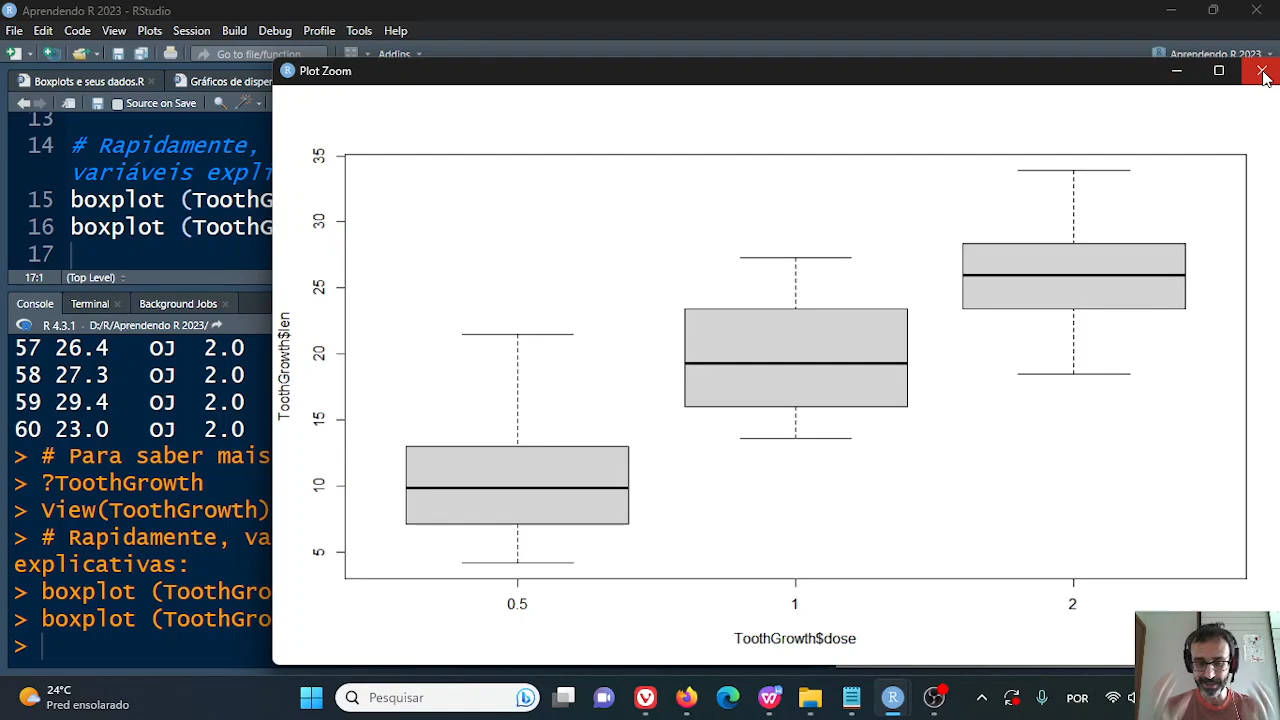 Aprendendo R 2023 - RStudio
File Edit Code View Plots Session Build Debug Profile Tools Help
Go to file/function Addins Aprendendo R 2023
Boxplots e seus dados.R Gráficos de disper
Plot Zoom
Source on Save
13
14 # Rapidamente,
variáveis expli
15 boxplot (ToothG
16 boxplot (ToothG
17
17:1 (Top Level)
Console Terminal Background Jobs
R 4.3.1 · D:/R/Aprendendo R 2023/
57 26.4 OJ 2.0
58 27.3 OJ 2.0
59 29.4 OJ 2.0
60 23.0 OJ 2.0
> # Para saber mais
> ?ToothGrowth
> View(ToothGrowth)
> # Rapidamente, va
explicativas:
> boxplot (ToothGro
> boxplot (ToothGro
>
35
30
25
20
15
10
5
ToothGrowth$len
0.5 1 2
ToothGrowth$dose
24°C
Pred ensolarado
Pesquisar
POR